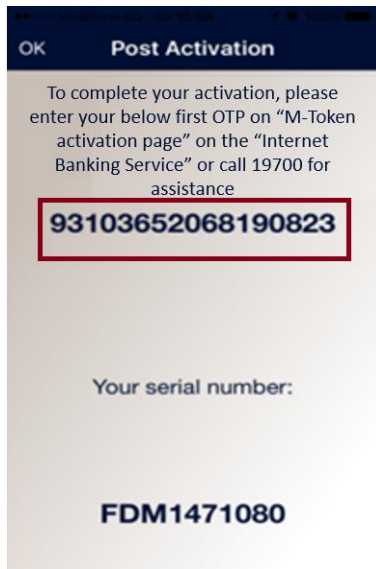 OK Post Activation
To complete your activation, please
enter your below first OTP on “M-Token
activation page” on the “Internet
Banking Service” or call 19700 for
assistance
93103652068190823
Your serial number:
FDM1471080